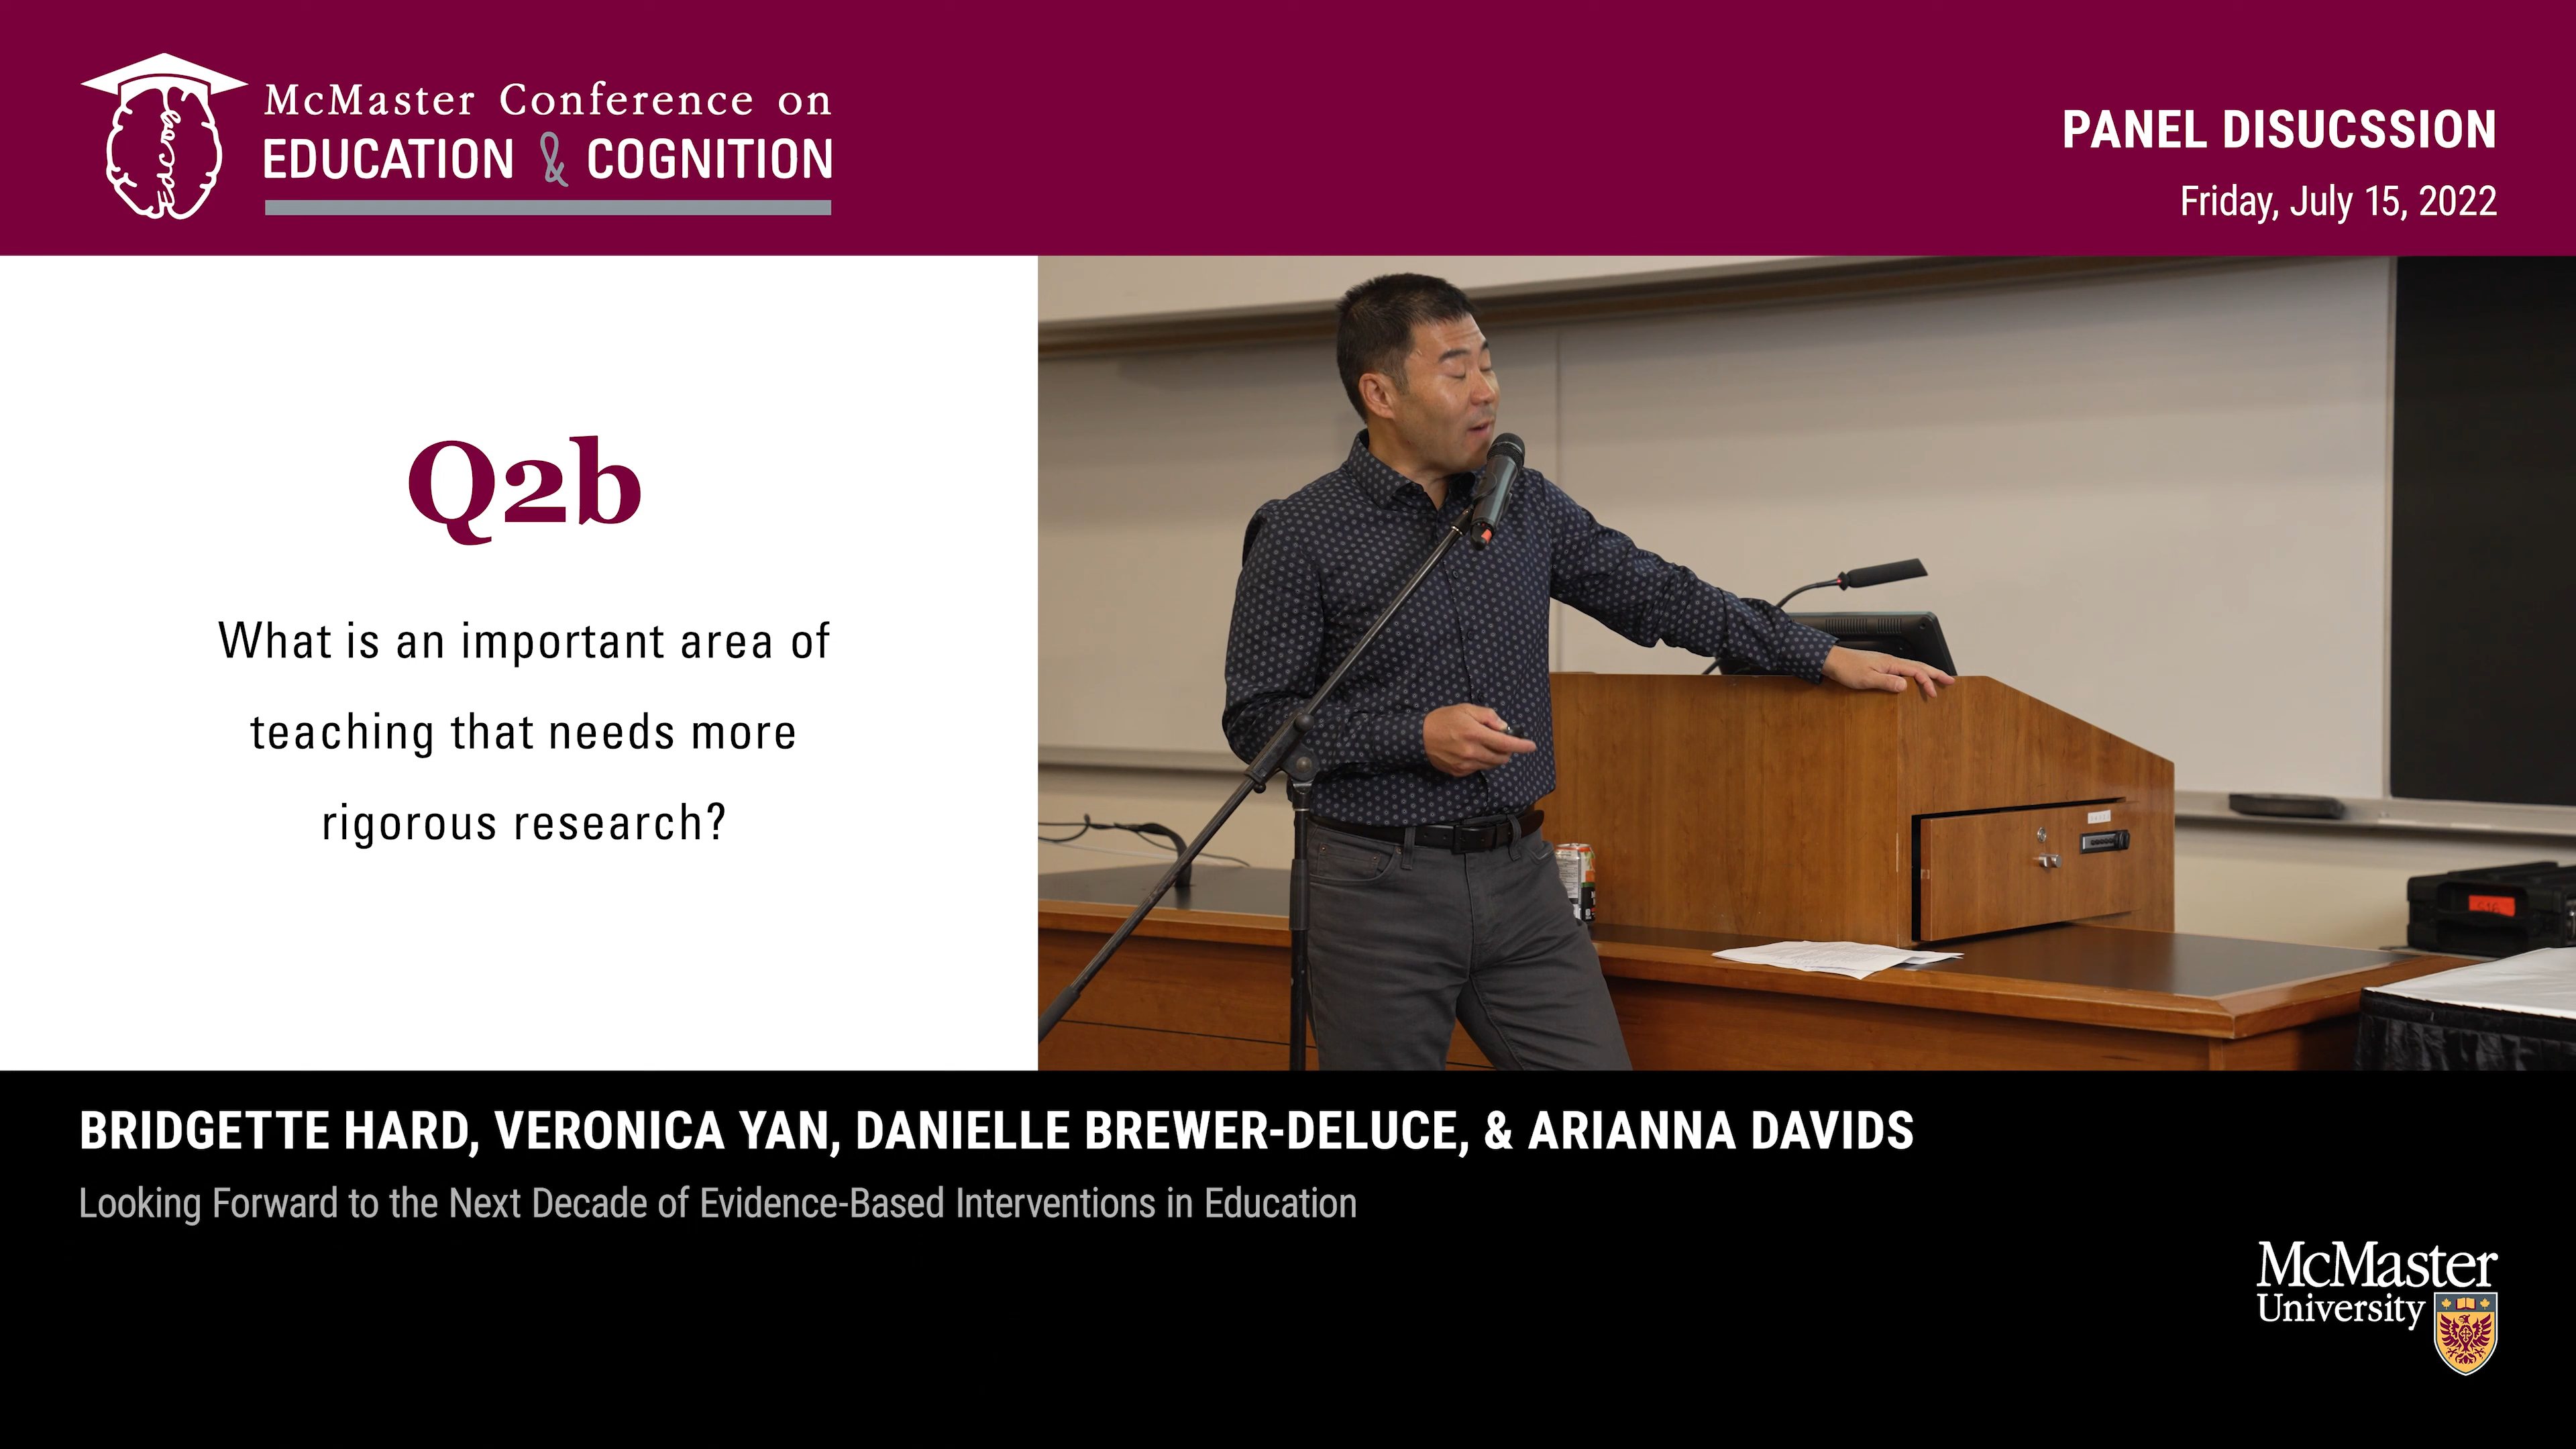 EdCog
McMaster Conference on
EDUCATION & COGNITION
PANEL DISUCSSION
Friday, July 15, 2022
Q2b
What is an important area of
teaching that needs more
rigorous research?
BRIDGETTE HARD, VERONICA YAN, DANIELLE BREWER-DELUCE, & ARIANNA DAVIDS
Looking Forward to the Next Decade of Evidence-Based Interventions in Education
McMaster
University